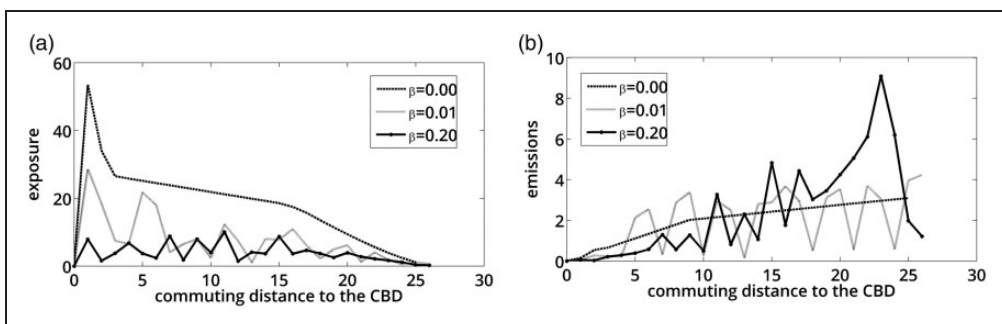 (a)
60
40
20
0
exposure
β=0.00
β=0.01
β=0.20
0 5 10 15 20 25 30
commuting distance to the CBD
(b)
10
8
6
4
2
0
emissions
β=0.00
β=0.01
β=0.20
0 5 10 15 20 25 30
commuting distance to the CBD